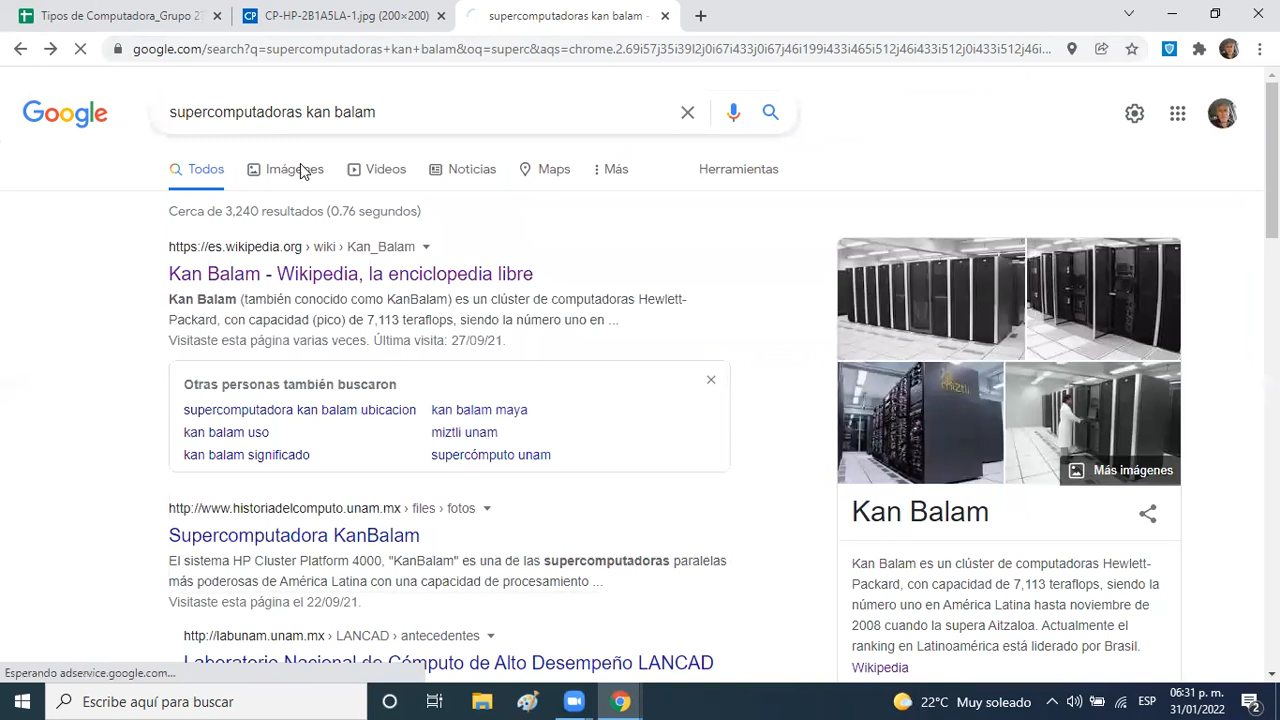 Tipos de Computadora_Grupo 2
CP-HP-2B1A5LA-1.jpg (200×200)
supercomputadoras kan balam -
google.com/search?q=supercomputadoras+kan+balam&oq=superc&aqs=chrome.2.69i57j35i39l2j0i67i433j0i67j46i199i433i465i512j46i433i512j0i433i512j46i...
Google
supercomputadoras kan balam
Todos
Imágenes
Videos
Noticias
Maps
Más
Herramientas
Cerca de 3,240 resultados (0.76 segundos)
https://es.wikipedia.org › wiki › Kan_Balam
Kan Balam - Wikipedia, la enciclopedia libre
Kan Balam (también conocido como KanBalam) es un clúster de computadoras Hewlett-
Packard, con capacidad (pico) de 7,113 teraflops, siendo la número uno en ...
Visitaste esta página varias veces. Última visita: 27/09/21.
Otras personas también buscaron
supercomputadora kan balam ubicacion
kan balam maya
kan balam uso
miztli unam
kan balam significado
supercómputo unam
http://www.historiadelcomputo.unam.mx › files › fotos
Supercomputadora KanBalam
El sistema HP Cluster Platform 4000, "KanBalam" es una de las supercomputadoras paralelas
más poderosas de América Latina con una capacidad de procesamiento ...
Visitaste esta página el 22/09/21.
http://labunam.unam.mx › LANCAD › antecedentes
Laboratorio Nacional de Cómputo de Alto Desempeño LANCAD
miztli
Más imágenes
Kan Balam
Kan Balam es un clúster de computadoras Hewlett-
Packard, con capacidad de 7,113 teraflops, siendo la
número uno en América Latina hasta noviembre de
2008 cuando la supera Aitzaloa. Actualmente el
ranking en Latinoamérica está liderado por Brasil.
Wikipedia
Esperando adservice.google.com...
Escribe aquí para buscar
22°C Muy soleado
ESP
06:31 p. m.
31/01/2022
2